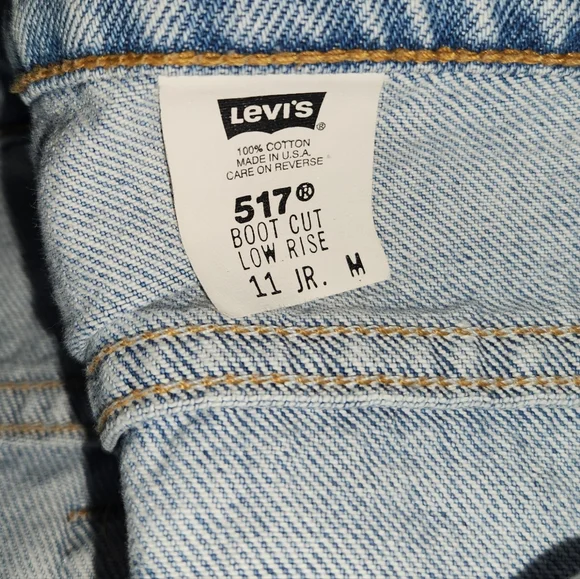 LEVI'S®
100% COTTON
MADE IN U.S.A.
CARE ON REVERSE
517®
BOOT CUT
LOW RISE
11 JR. M